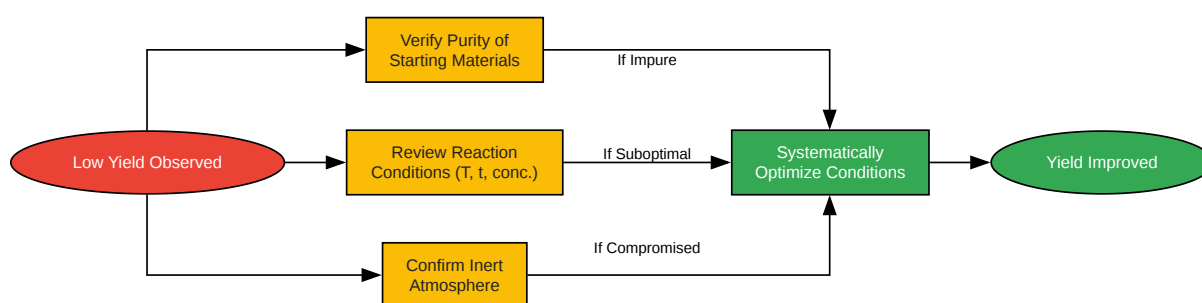 Verify Purity of
Starting Materials
If Impure
Low Yield Observed
Review Reaction
Conditions (T, t, conc.)
If Suboptimal
Systematically
Optimize Conditions
Yield Improved
If Compromised
Confirm Inert
Atmosphere